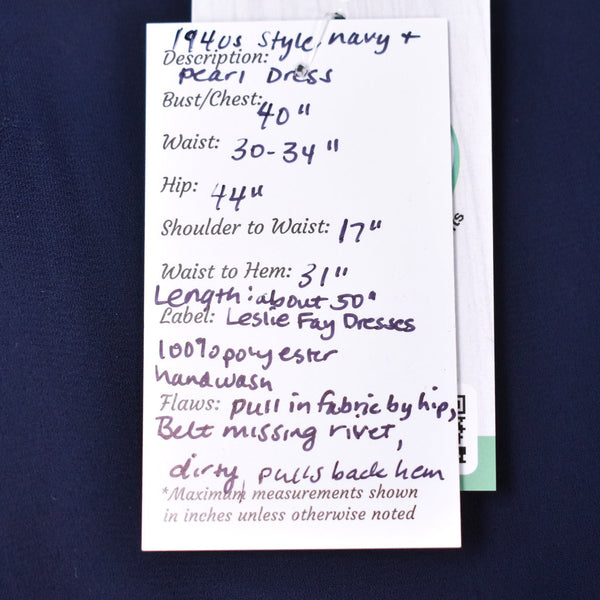 1940s Style, navy +
Description:
pearl Dress
Bust/Chest: 40"
Waist: 30-34"
Hip: 44"
Shoulder to Waist: 17"
Waist to Hem: 31"
Length: about 50"
Label: Leslie Fay Dresses
100% polyester
handwash
Flaws: pull in fabric by hip,
Belt missing rivet,
dirty, pulls back hem
*Maximum measurements shown
in inches unless otherwise noted